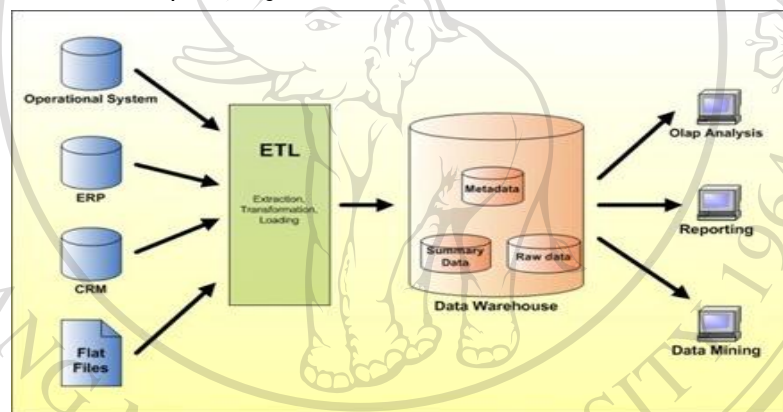 Operational System
ERP
CRM
Flat
Files
ETL
Extraction,
Transformation,
Loading
Metadata
Summary
Data
Raw data
Data Warehouse
Olap Analysis
Reporting
Data Mining